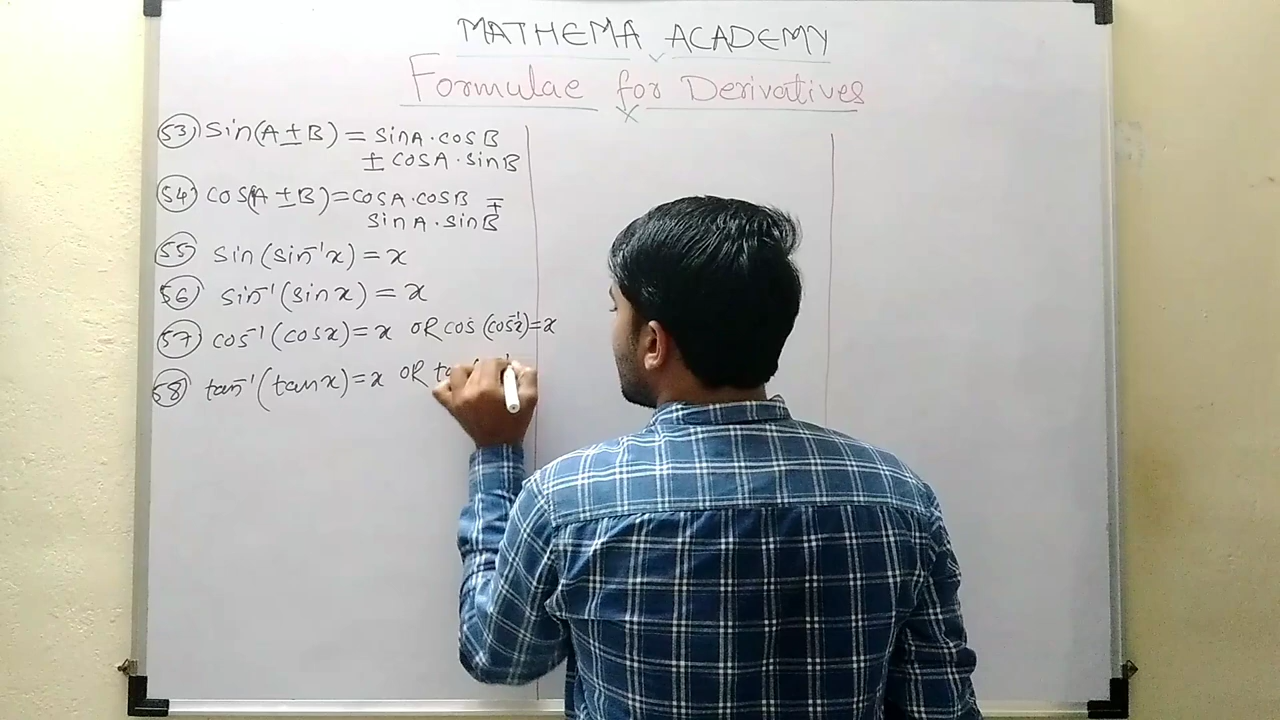 MATHEMA ACADEMY
Formulae for Derivatives
53) sin(A ± B) = sinA·cosB
± cosA·sinB
54) cos(A ± B) = cosA·cosB ∓
sinA·sinB
55) sin(sin⁻¹x) = x
56) sin⁻¹(sinx) = x
57) cos⁻¹(cosx) = x OR cos(cos⁻¹x) = x
58) tan⁻¹(tanx) = x OR